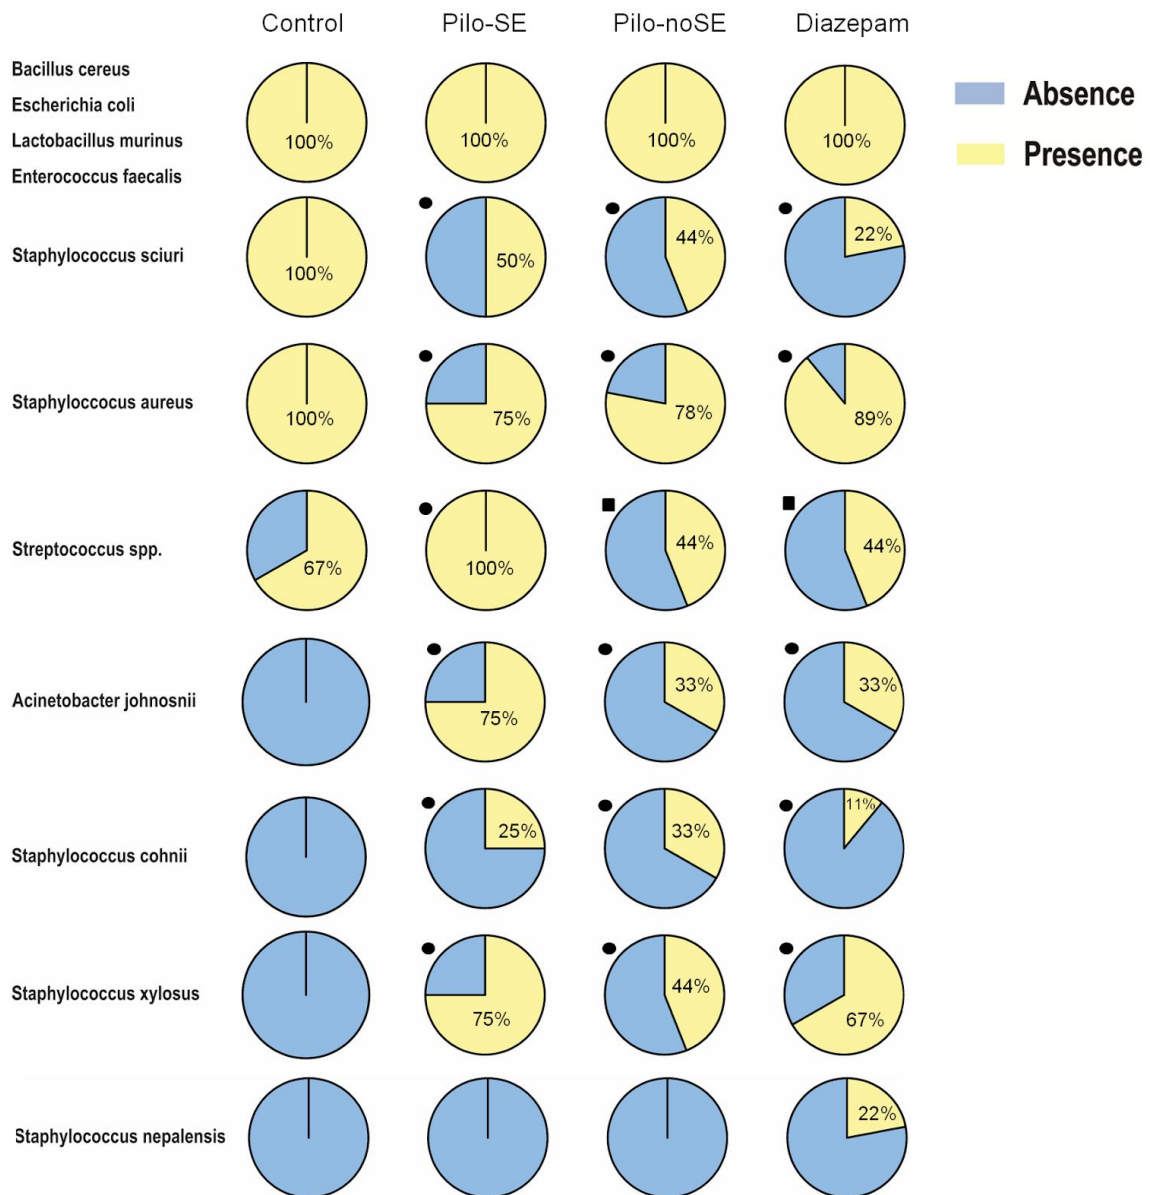 Control Pilo-SE Pilo-noSE Diazepam
Bacillus cereus
Escherichia coli
Lactobacillus murinus
Enterococcus faecalis
100% 100% 100% 100%
Absence
Presence
Staphylococcus sciuri
100% 50% 44% 22%
Staphyloccocus aureus
100% 75% 78% 89%
Streptococcus spp.
67% 100% 44% 44%
Acinetobacter johnosnii
75% 33% 33%
Staphylococcus cohnii
25% 33% 11%
Staphylococcus xylosus
75% 44% 67%
Staphylococcus nepalensis
22%